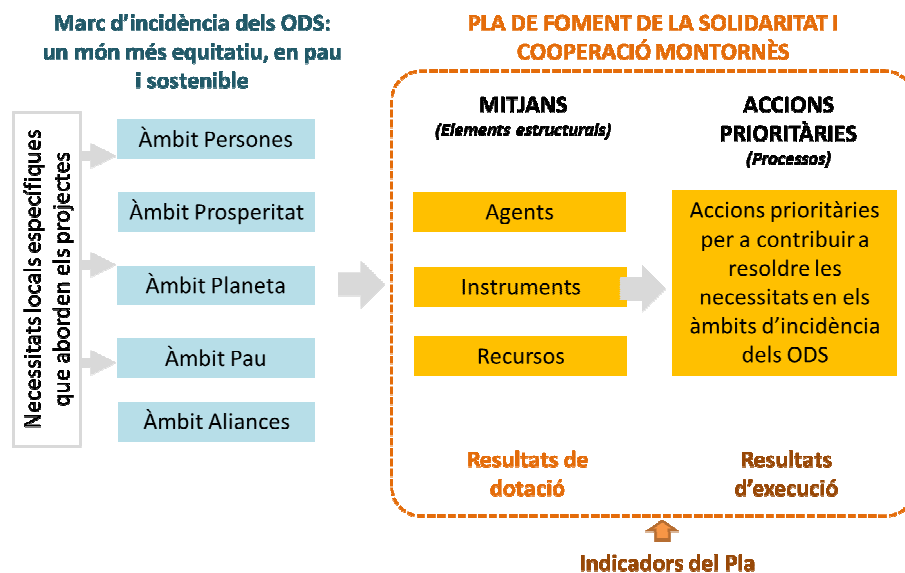 Marc d'incidència dels ODS:
un món més equitatiu, en pau
i sostenible
Necessitats locals específiques
que aborden els projectes
Àmbit Persones
Àmbit Prosperitat
Àmbit Planeta
Àmbit Pau
Àmbit Aliances
PLA DE FOMENT DE LA SOLIDARITAT I
COOPERACIÓ MONTORNÈS
MITJANS
(Elements estructurals)
Agents
Instruments
Recursos
Resultats de
dotació
ACCIONS
PRIORITÀRIES
(Processos)
Accions prioritàries
per a contribuir a
resoldre les
necessitats en els
àmbits d'incidència
dels ODS
Resultats
d'execució
Indicadors del Pla